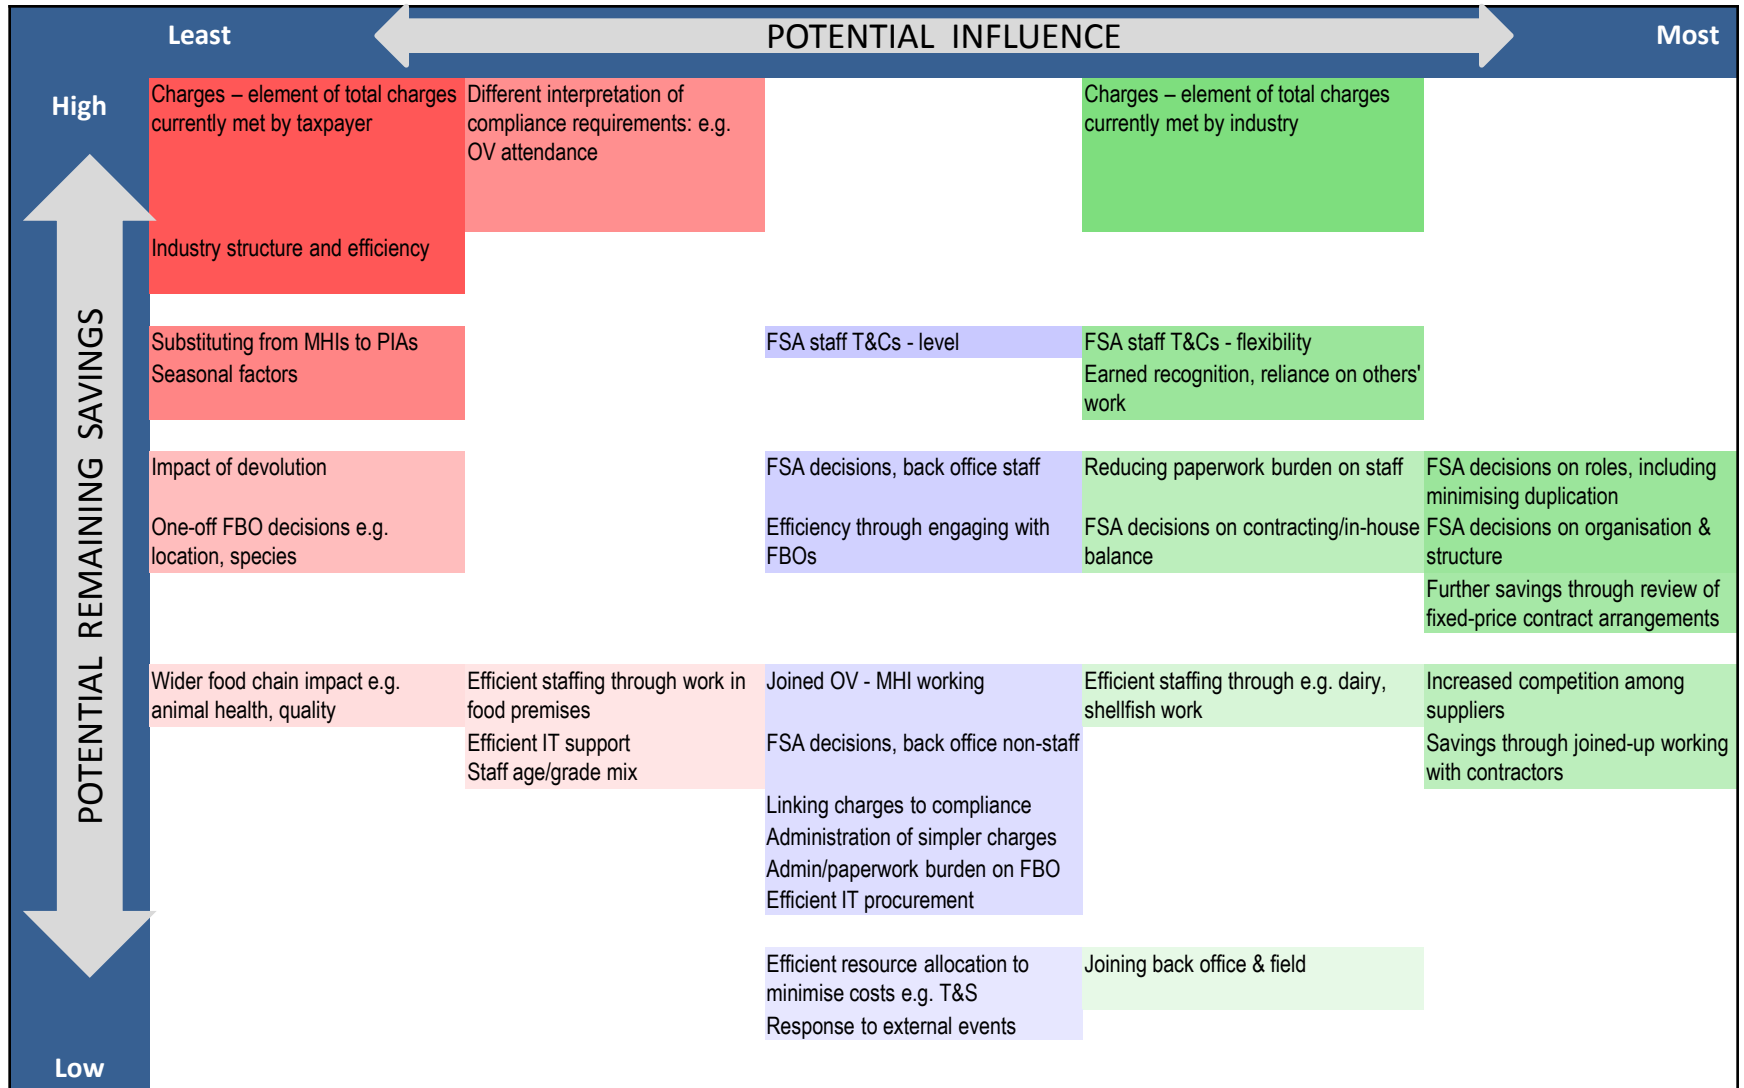 Least
POTENTIAL INFLUENCE
Most
High
POTENTIAL REMAINING SAVINGS
Low
Charges – element of total charges
currently met by taxpayer
Different interpretation of
compliance requirements: e.g.
OV attendance
Charges – element of total charges
currently met by industry
Industry structure and efficiency
Substituting from MHIs to PIAs
Seasonal factors
FSA staff T&Cs - level
FSA staff T&Cs - flexibility
Earned recognition, reliance on others'
work
Impact of devolution
One-off FBO decisions e.g.
location, species
FSA decisions, back office staff
Efficiency through engaging with
FBOs
Reducing paperwork burden on staff
FSA decisions on contracting/in-house
balance
FSA decisions on roles, including
minimising duplication
FSA decisions on organisation &
structure
Further savings through review of
fixed-price contract arrangements
Wider food chain impact e.g.
animal health, quality
Efficient staffing through work in
food premises
Efficient IT support
Staff age/grade mix
Joined OV - MHI working
FSA decisions, back office non-staff
Linking charges to compliance
Administration of simpler charges
Admin/paperwork burden on FBO
Efficient IT procurement
Efficient staffing through e.g. dairy,
shellfish work
Increased competition among
suppliers
Savings through joined-up working
with contractors
Efficient resource allocation to
minimise costs e.g. T&S
Response to external events
Joining back office & field